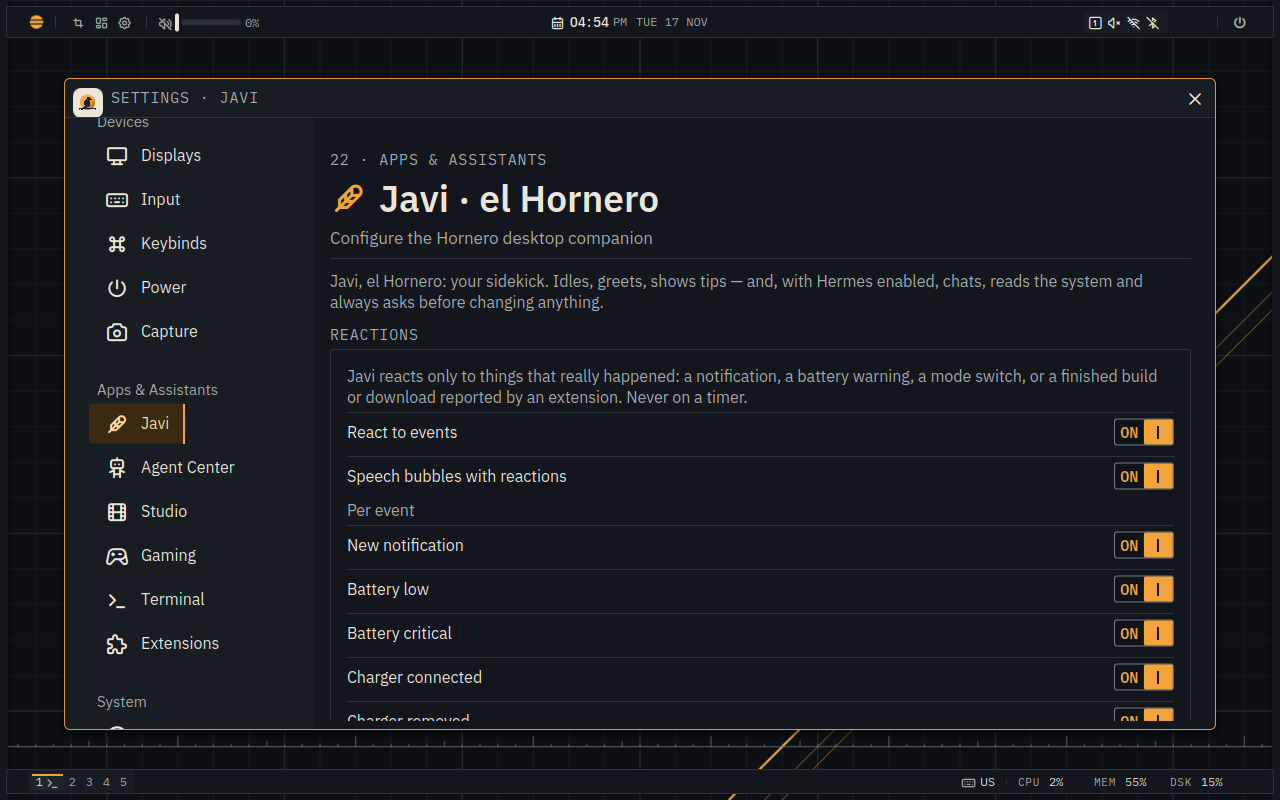 0%
04:54 PM TUE 17 NOV
1
SETTINGS · JAVI
Devices
Displays
Input
Keybinds
Power
Capture
Apps & Assistants
Javi
Agent Center
Studio
Gaming
Terminal
Extensions
System
22 · APPS & ASSISTANTS
Javi · el Hornero
Configure the Hornero desktop companion
Javi, el Hornero: your sidekick. Idles, greets, shows tips — and, with Hermes enabled, chats, reads the system and
always asks before changing anything.
REACTIONS
Javi reacts only to things that really happened: a notification, a battery warning, a mode switch, or a finished build
or download reported by an extension. Never on a timer.
React to events ON
Speech bubbles with reactions ON
Per event
New notification ON
Battery low ON
Battery critical ON
Charger connected ON
Charger removed ON
1 2 3 4 5
US CPU 2% MEM 55% DSK 15%